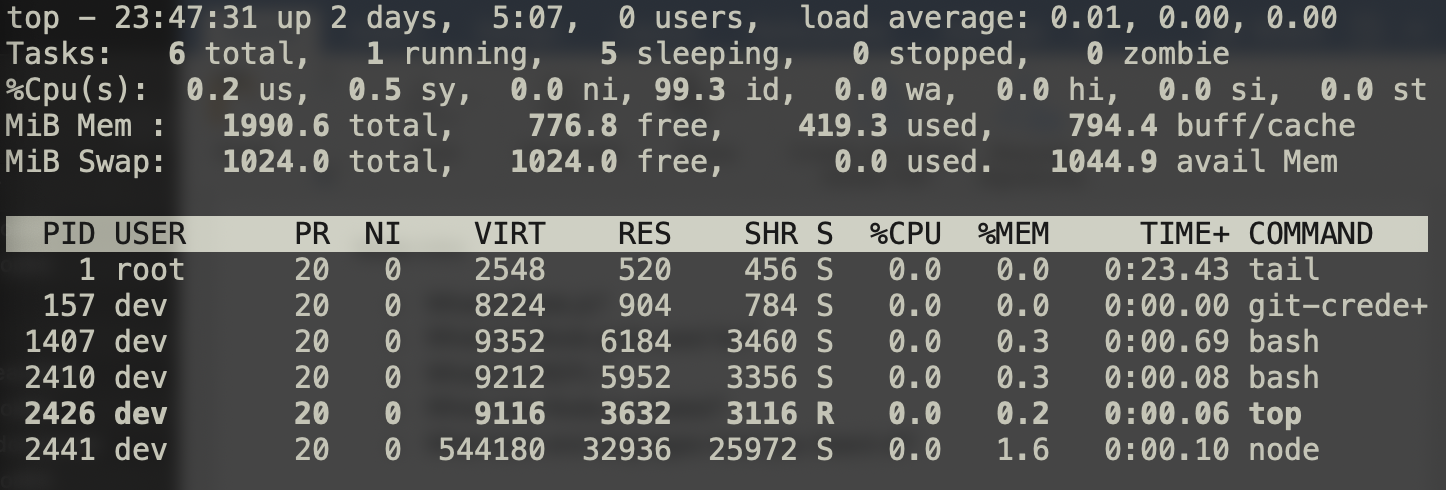 top - 23:47:31 up 2 days,  5:07,  0 users,  load average: 0.01, 0.00, 0.00
Tasks:   6 total,   1 running,   5 sleeping,   0 stopped,   0 zombie
%Cpu(s):  0.2 us,  0.5 sy,  0.0 ni, 99.3 id,  0.0 wa,  0.0 hi,  0.0 si,  0.0 st
MiB Mem :   1990.6 total,    776.8 free,    419.3 used,    794.4 buff/cache
MiB Swap:   1024.0 total,   1024.0 free,      0.0 used.   1044.9 avail Mem
  PID USER      PR  NI    VIRT    RES    SHR S  %CPU  %MEM     TIME+ COMMAND
    1 root      20   0    2548    520    456 S   0.0   0.0   0:23.43 tail
  157 dev       20   0    8224    904    784 S   0.0   0.0   0:00.00 git-crede+
 1407 dev       20   0    9352   6184   3460 S   0.0   0.3   0:00.69 bash
 2410 dev       20   0    9212   5952   3356 S   0.0   0.3   0:00.08 bash
 2426 dev       20   0    9116   3632   3116 R   0.0   0.2   0:00.06 top
 2441 dev       20   0  544180  32936  25972 S   0.0   1.6   0:00.10 node